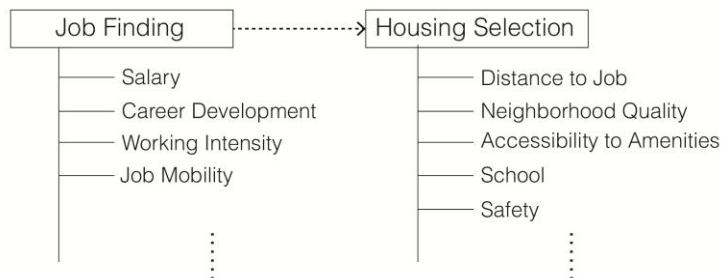 Job Finding
Salary
Career Development
Working Intensity
Job Mobility
Housing Selection
Distance to Job
Neighborhood Quality
Accessibility to Amenities
School
Safety